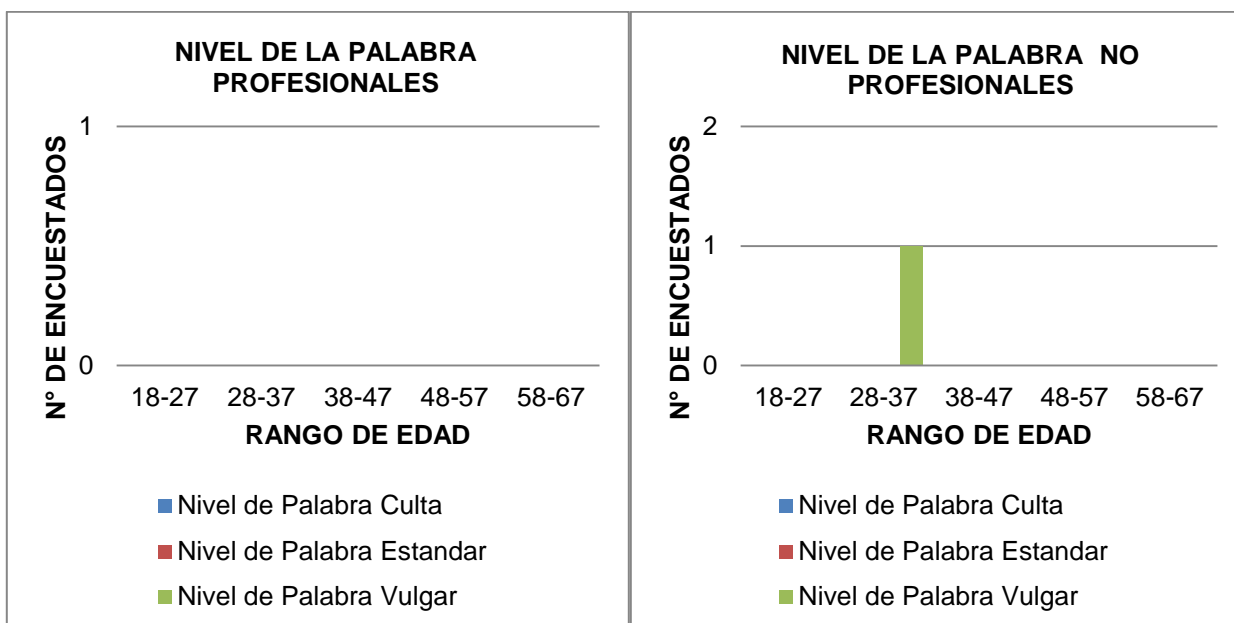 NIVEL DE LA PALABRA
PROFESIONALES
N° DE ENCUESTADOS
1
0
18-27 28-37 38-47 48-57 58-67
RANGO DE EDAD
Nivel de Palabra Culta
Nivel de Palabra Estandar
Nivel de Palabra Vulgar
NIVEL DE LA PALABRA NO
PROFESIONALES
N° DE ENCUESTADOS
2
1
0
18-27 28-37 38-47 48-57 58-67
RANGO DE EDAD
Nivel de Palabra Culta
Nivel de Palabra Estandar
Nivel de Palabra Vulgar